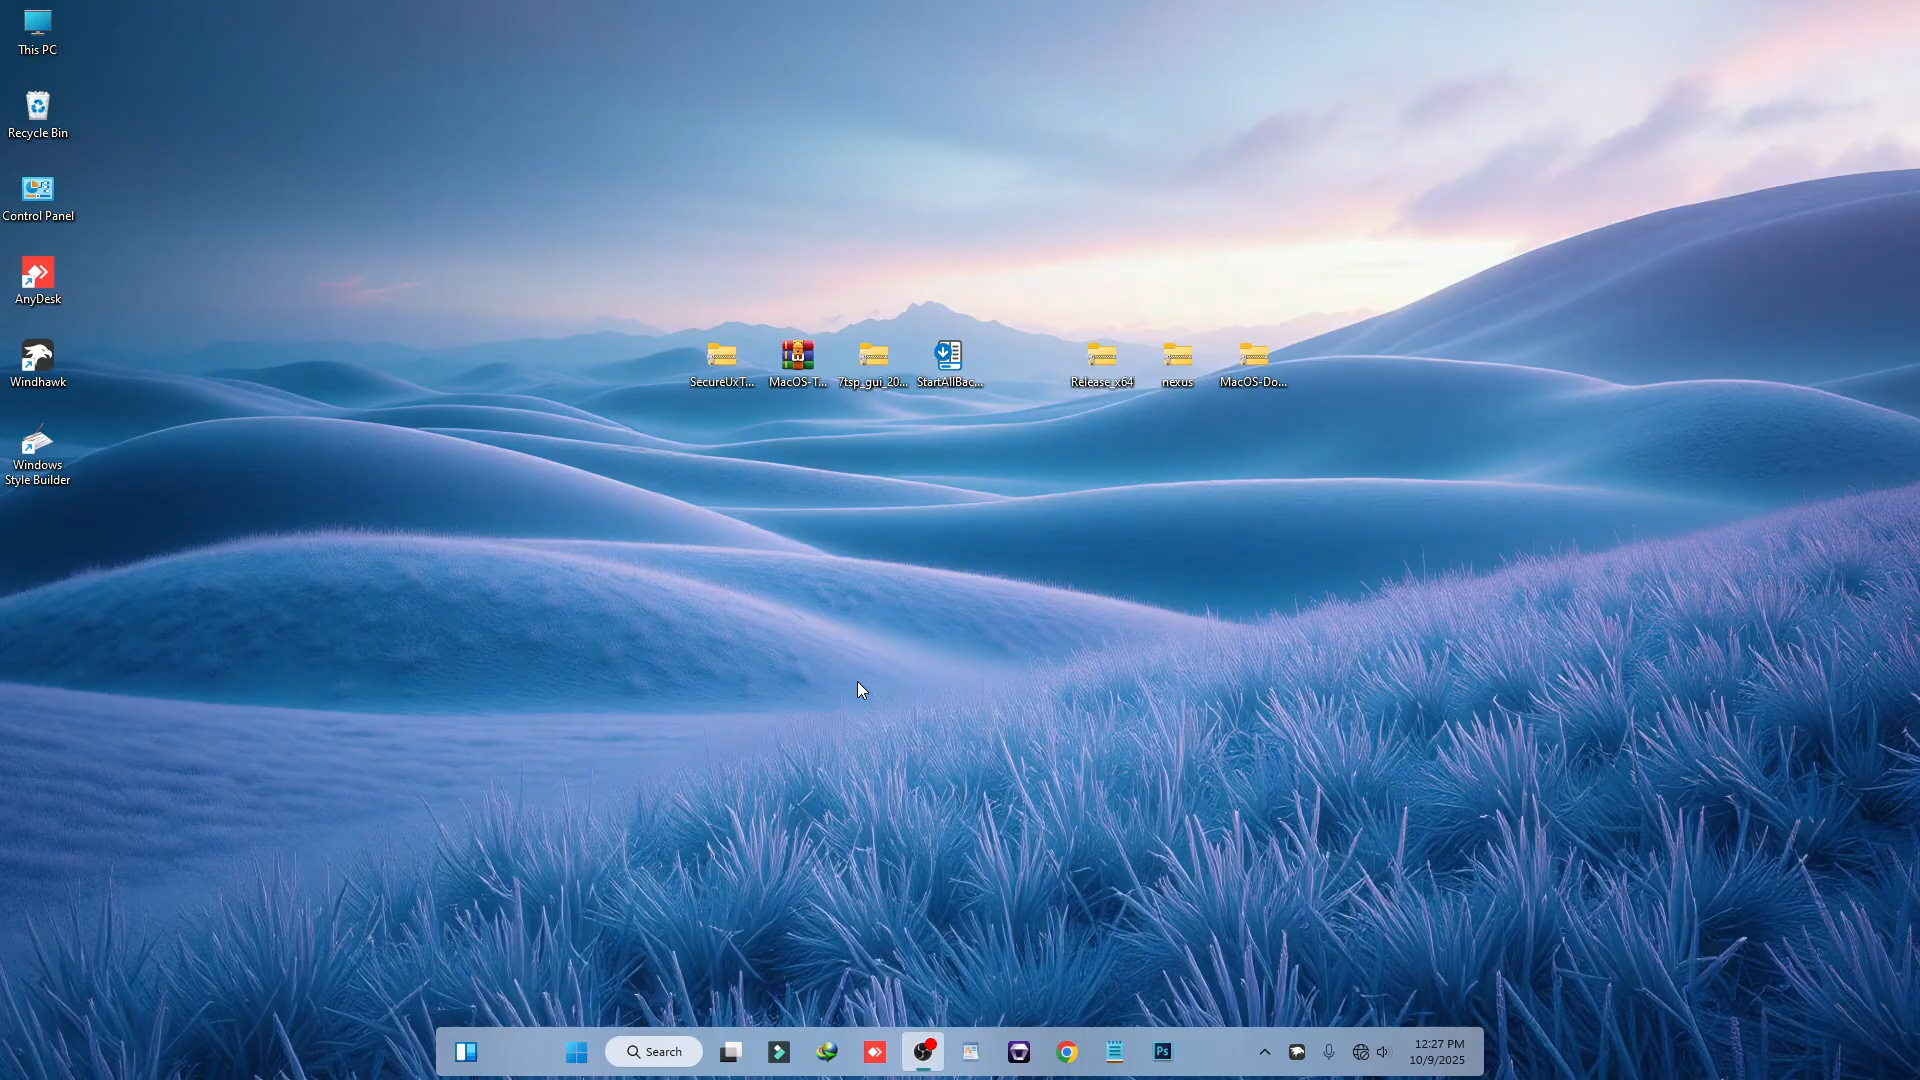 This PC
Recycle Bin
Control Panel
AnyDesk
Windhawk
Windows
Style Builder
SecureUxT...
MacOS-T...
7tsp_gui_20...
StartAllBac...
Release_x64
nexus
MacOS-Do...
Search
Ps
12:27 PM
10/9/2025